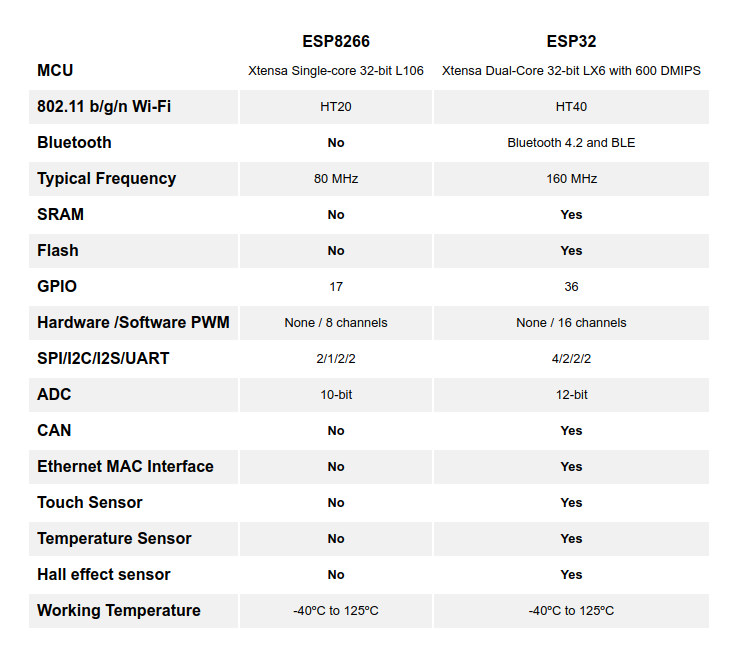 ESP8266 ESP32
MCU Xtensa Single-core 32-bit L106 Xtensa Dual-Core 32-bit LX6 with 600 DMIPS
802.11 b/g/n Wi-Fi HT20 HT40
Bluetooth No Bluetooth 4.2 and BLE
Typical Frequency 80 MHz 160 MHz
SRAM No Yes
Flash No Yes
GPIO 17 36
Hardware /Software PWM None / 8 channels None / 16 channels
SPI/I2C/I2S/UART 2/1/2/2 4/2/2/2
ADC 10-bit 12-bit
CAN No Yes
Ethernet MAC Interface No Yes
Touch Sensor No Yes
Temperature Sensor No Yes
Hall effect sensor No Yes
Working Temperature -40ºC to 125ºC -40ºC to 125ºC